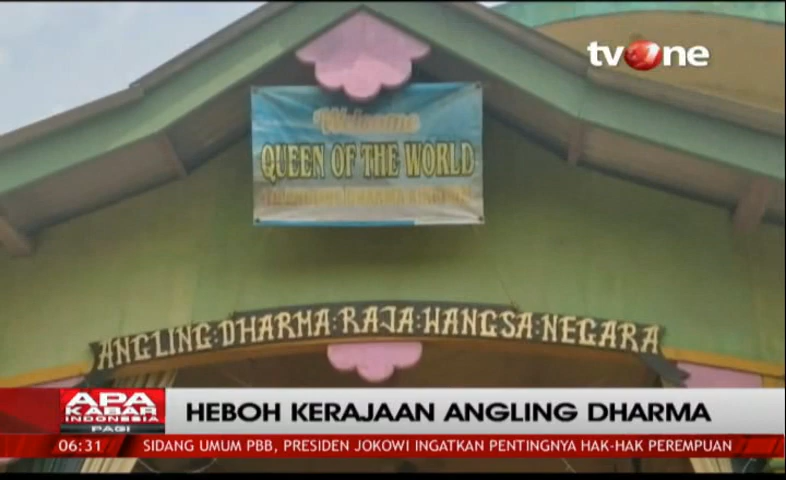 tvOne
Welcome
QUEEN OF THE WORLD
ANGLING:DHARMA:RAJA:WANGSA:NEGARA
APA
KABAR
INDONESIA
PAGI
HEBOH KERAJAAN ANGLING DHARMA
06:31
SIDANG UMUM PBB, PRESIDEN JOKOWI INGATKAN PENTINGNYA HAK-HAK PEREMPUAN